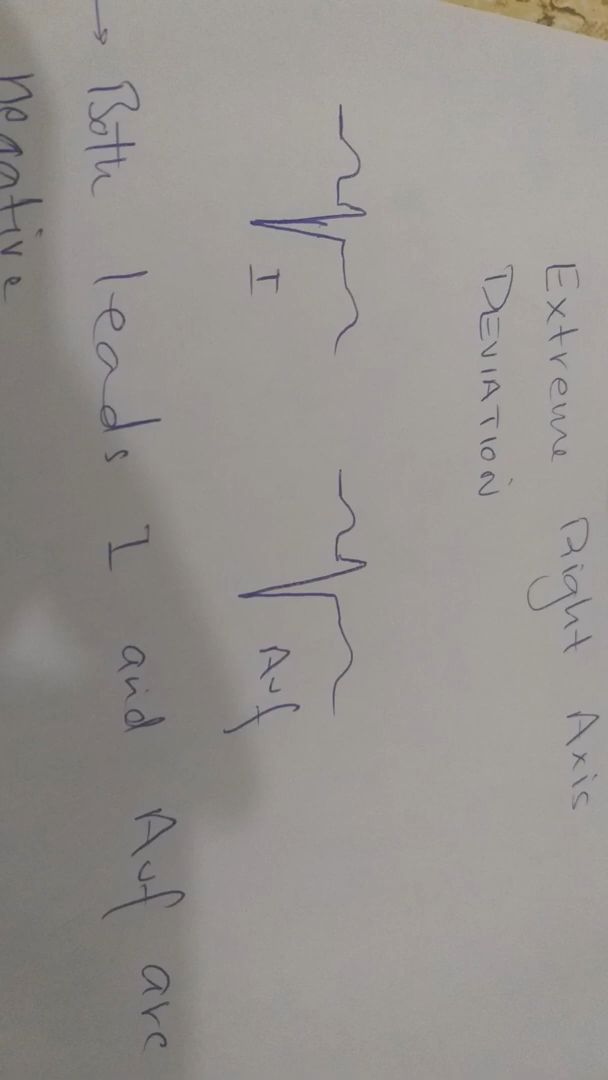 Extreme Right Axis
DEVIATION
I
Avf
→ Both leads I and Avf are
negative